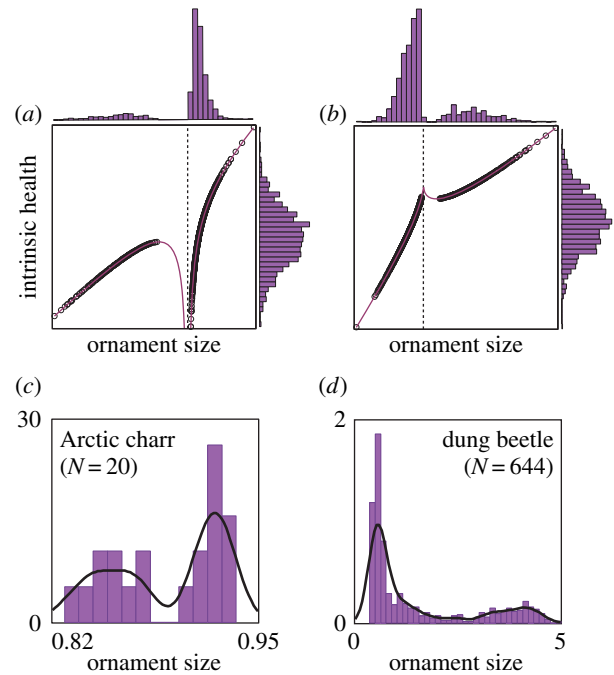 (a)
(b)
intrinsic health
ornament size
ornament size
(c)
(d)
30
Arctic charr
(N = 20)
0
0.82
0.95
ornament size
2
dung beetle
(N = 644)
0
0
5
ornament size